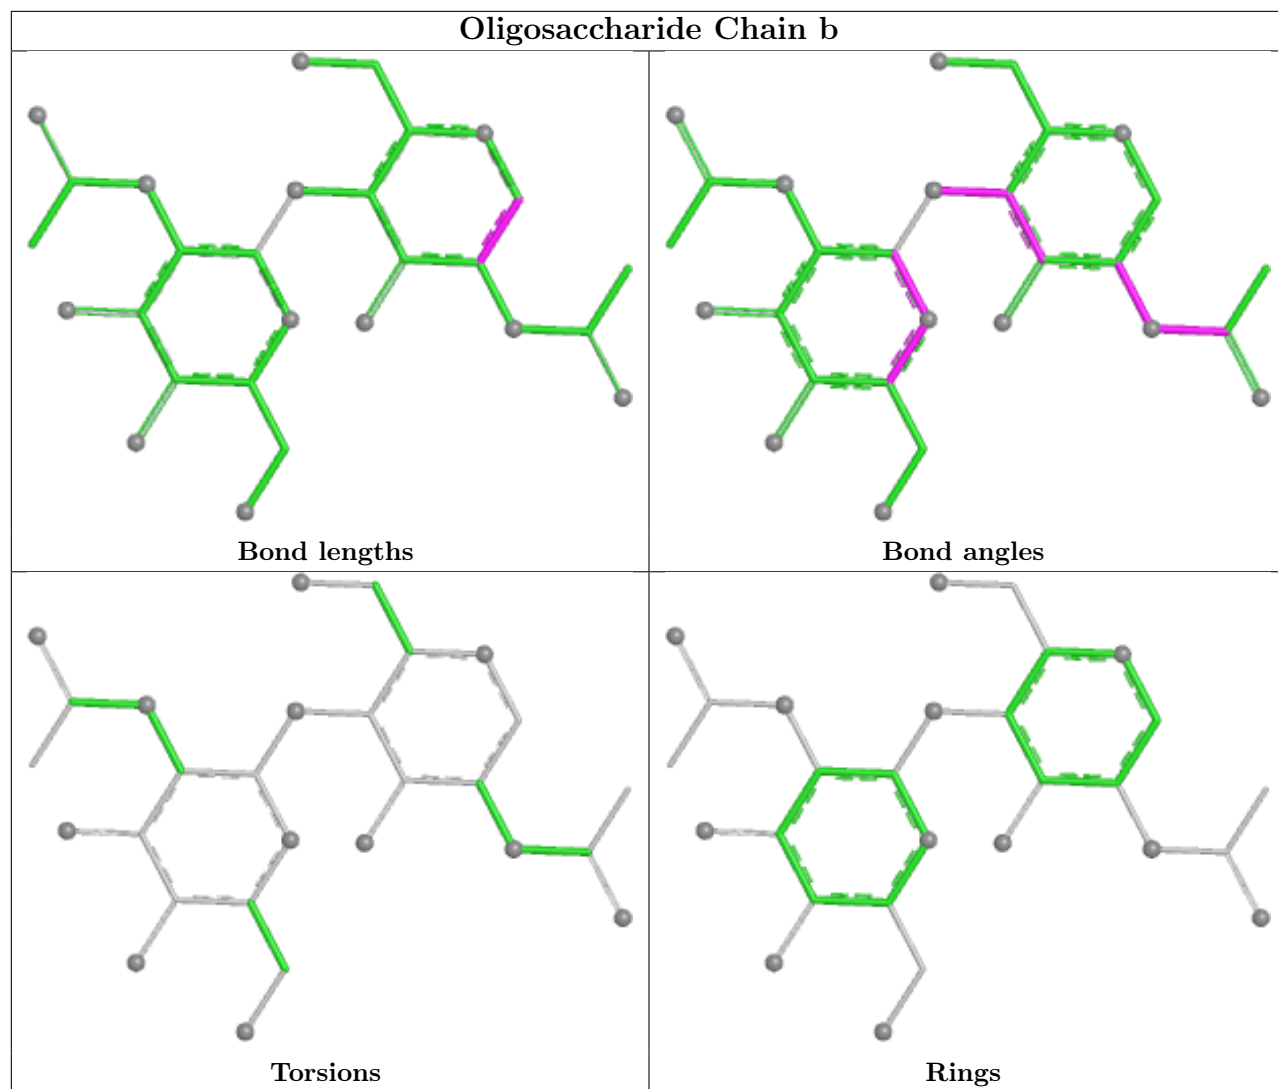 Oligosaccharide Chain b
Bond lengths
Bond angles
Torsions
Rings